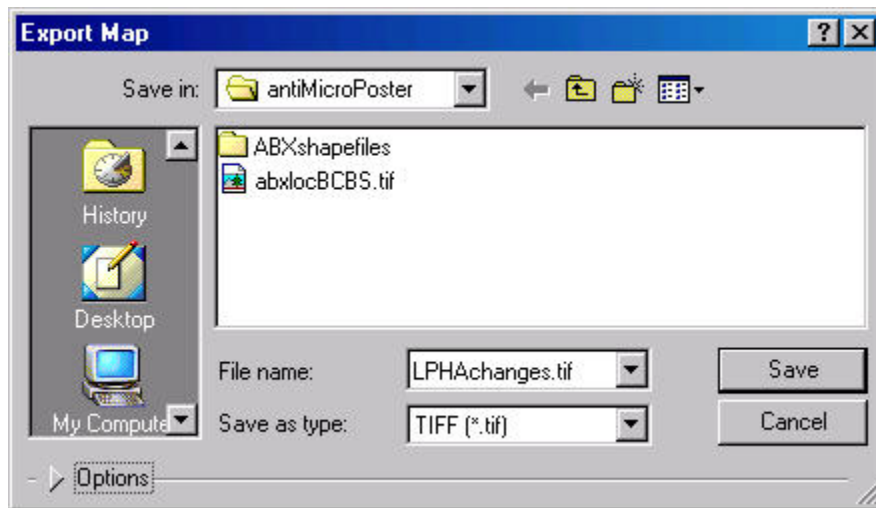 Export Map
Save in: antiMicroPoster
ABXshapefiles
abxlocBCBS.tif
History
Desktop
My Compute
File name: LPHAchanges.tif Save
Save as type: TIFF (*.tif) Cancel
Options